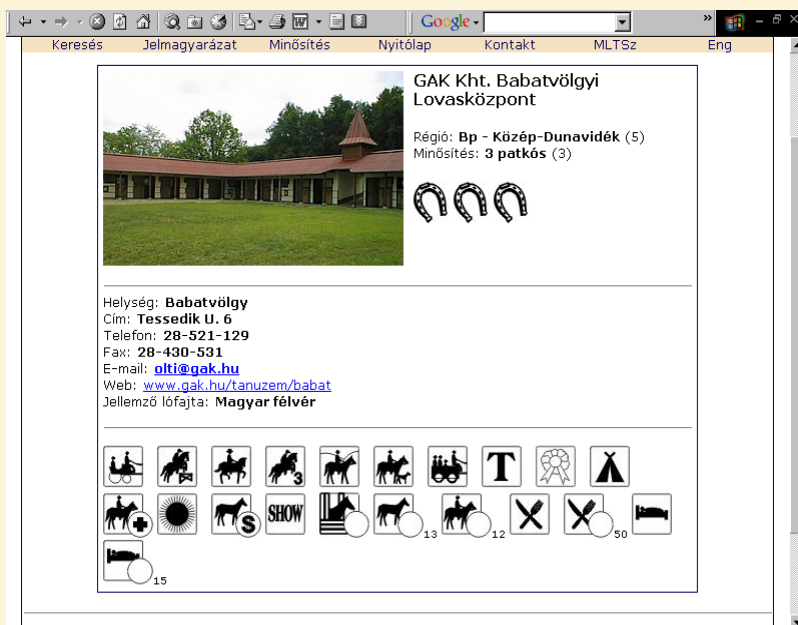 Google
»
Keresés Jelmagyarázat Minősítés Nyitólap Kontakt MLTSz Eng
GAK Kht. Babatvölgyi
Lovasközpont
Régió: Bp - Közép-Dunavidék (5)
Minősítés: 3 patkós (3)
Helység: Babatvölgy
Cím: Tessedik U. 6
Telefon: 28-521-129
Fax: 28-430-531
E-mail: olti@gak.hu
Web: www.gak.hu/tanuzem/babat
Jellemző lófajta: Magyar félvér
3 T
$ SHOW 13 12 50
15